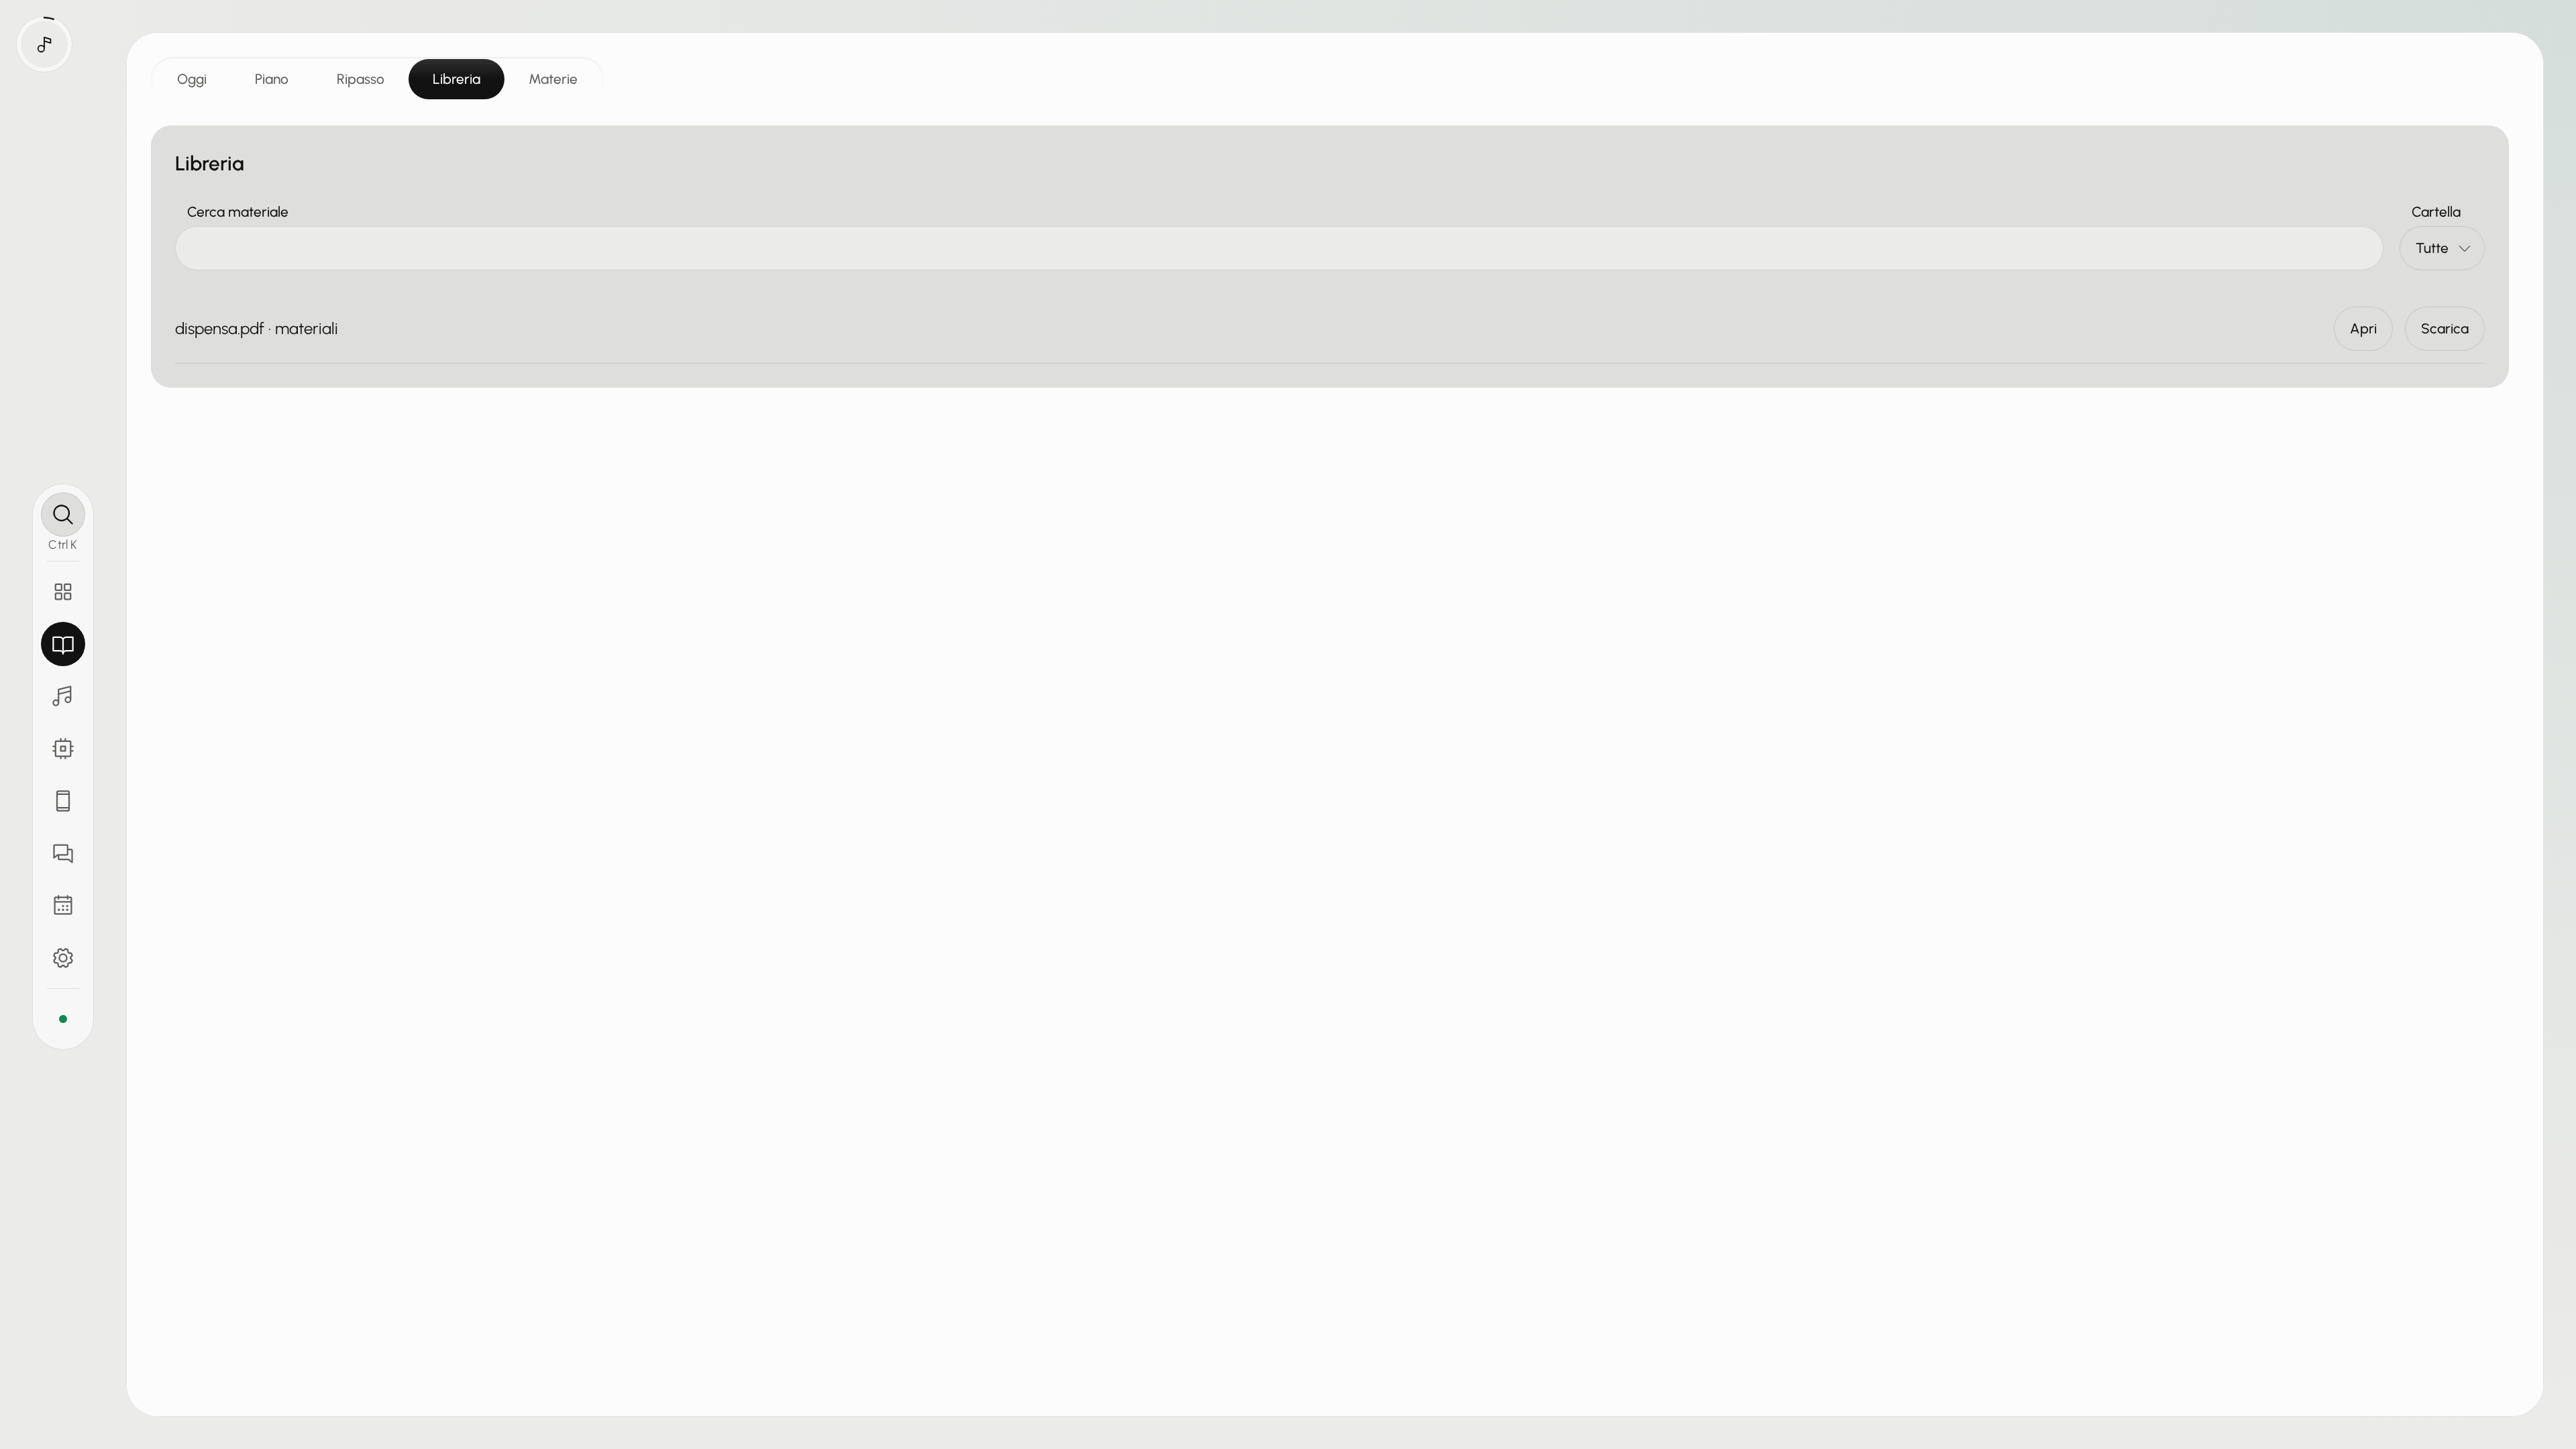 Oggi Piano Ripasso Libreria Materie
Libreria
Cerca materiale Cartella
Tutte
dispensa.pdf · materiali Apri Scarica
Ctrl K